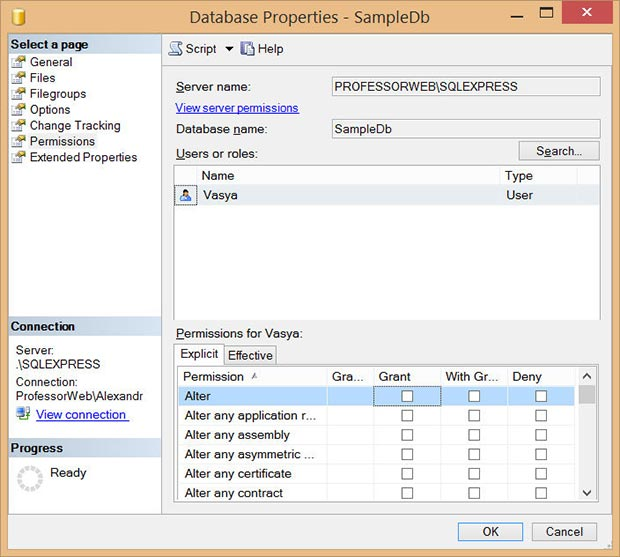 Database Properties - SampleDb
Select a page
General
Files
Filegroups
Options
Change Tracking
Permissions
Extended Properties
Script
Help
Server name:
PROFESSORWEB\SQLEXPRESS
View server permissions
Database name:
SampleDb
Users or roles:
Search...
Name Type
Vasya User
Connection
Server:
.\SQLEXPRESS
Connection:
ProfessorWeb\Alexandr
View connection
Progress
Ready
Permissions for Vasya:
Explicit Effective
Permission Gra... Grant With Gr... Deny
Alter
Alter any application r...
Alter any assembly
Alter any asymmetric ...
Alter any certificate
Alter any contract
OK Cancel